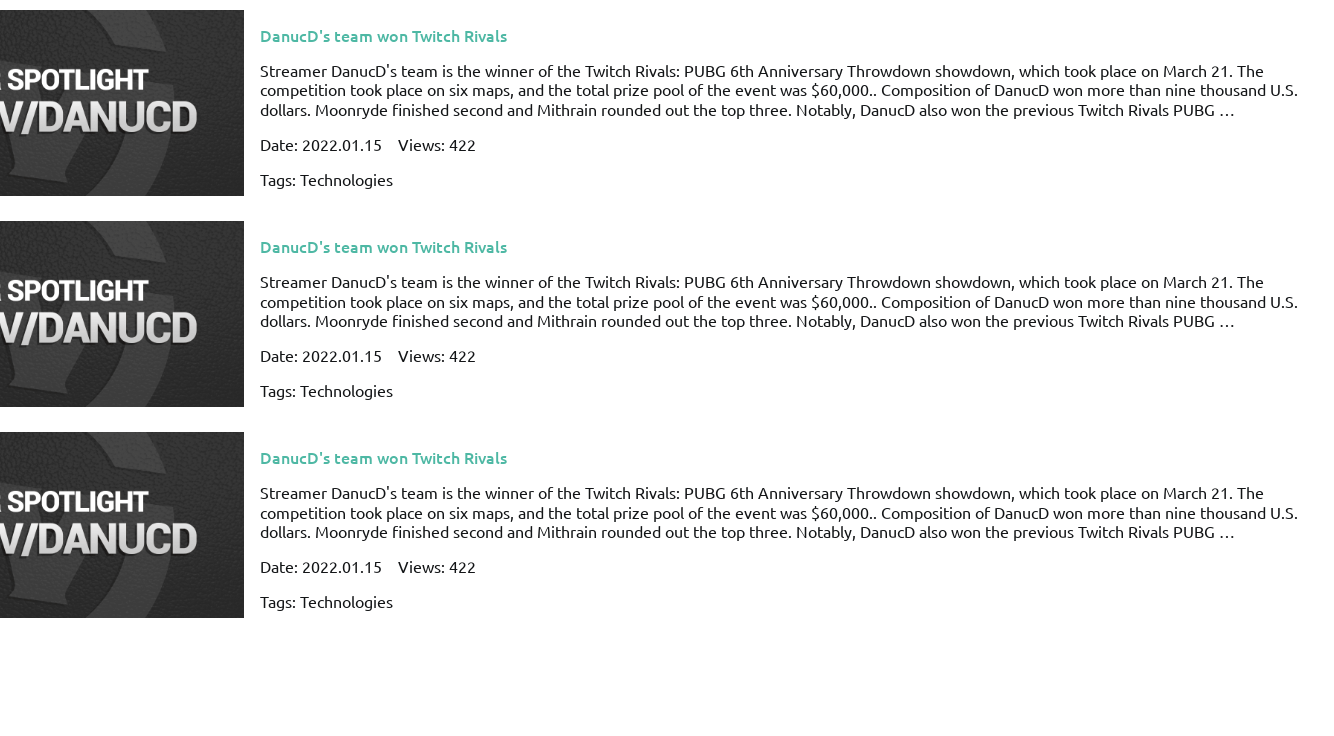 SPOTLIGHT
V/DANUCD
DanucD's team won Twitch Rivals
Streamer DanucD's team is the winner of the Twitch Rivals: PUBG 6th Anniversary Throwdown showdown, which took place on March 21. The
competition took place on six maps, and the total prize pool of the event was $60,000.. Composition of DanucD won more than nine thousand U.S.
dollars. Moonryde finished second and Mithrain rounded out the top three. Notably, DanucD also won the previous Twitch Rivals PUBG …
Date: 2022.01.15 Views: 422
Tags: Technologies
SPOTLIGHT
V/DANUCD
DanucD's team won Twitch Rivals
Streamer DanucD's team is the winner of the Twitch Rivals: PUBG 6th Anniversary Throwdown showdown, which took place on March 21. The
competition took place on six maps, and the total prize pool of the event was $60,000.. Composition of DanucD won more than nine thousand U.S.
dollars. Moonryde finished second and Mithrain rounded out the top three. Notably, DanucD also won the previous Twitch Rivals PUBG …
Date: 2022.01.15 Views: 422
Tags: Technologies
SPOTLIGHT
V/DANUCD
DanucD's team won Twitch Rivals
Streamer DanucD's team is the winner of the Twitch Rivals: PUBG 6th Anniversary Throwdown showdown, which took place on March 21. The
competition took place on six maps, and the total prize pool of the event was $60,000.. Composition of DanucD won more than nine thousand U.S.
dollars. Moonryde finished second and Mithrain rounded out the top three. Notably, DanucD also won the previous Twitch Rivals PUBG …
Date: 2022.01.15 Views: 422
Tags: Technologies